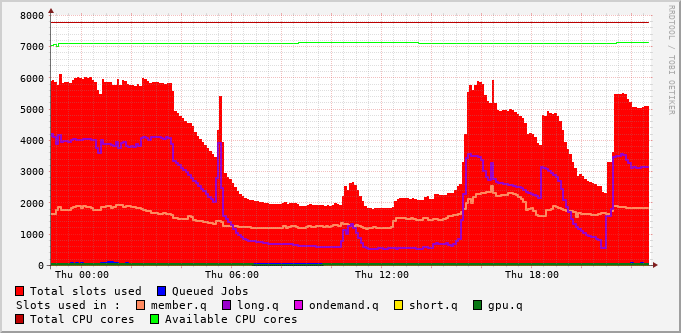 8000
7000
6000
5000
4000
3000
2000
1000
0
Thu 00:00 Thu 06:00 Thu 12:00 Thu 18:00
RRDTOOL / TOBI OETIKER
Total slots used Queued Jobs
Slots used in : member.q long.q ondemand.q short.q gpu.q
Total CPU cores Available CPU cores